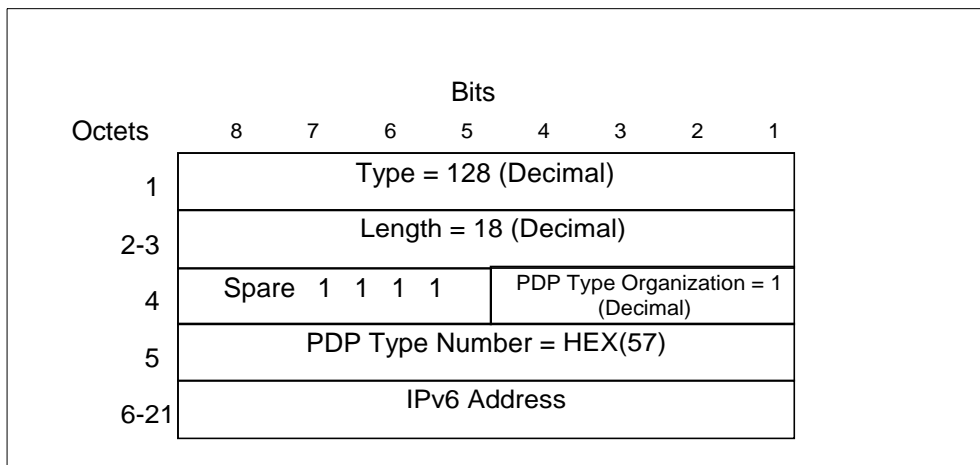 Bits
Octets 8 7 6 5 4 3 2 1
1 Type = 128 (Decimal)
2-3 Length = 18 (Decimal)
4 Spare 1 1 1 1 PDP Type Organization = 1
(Decimal)
5 PDP Type Number = HEX(57)
6-21 IPv6 Address